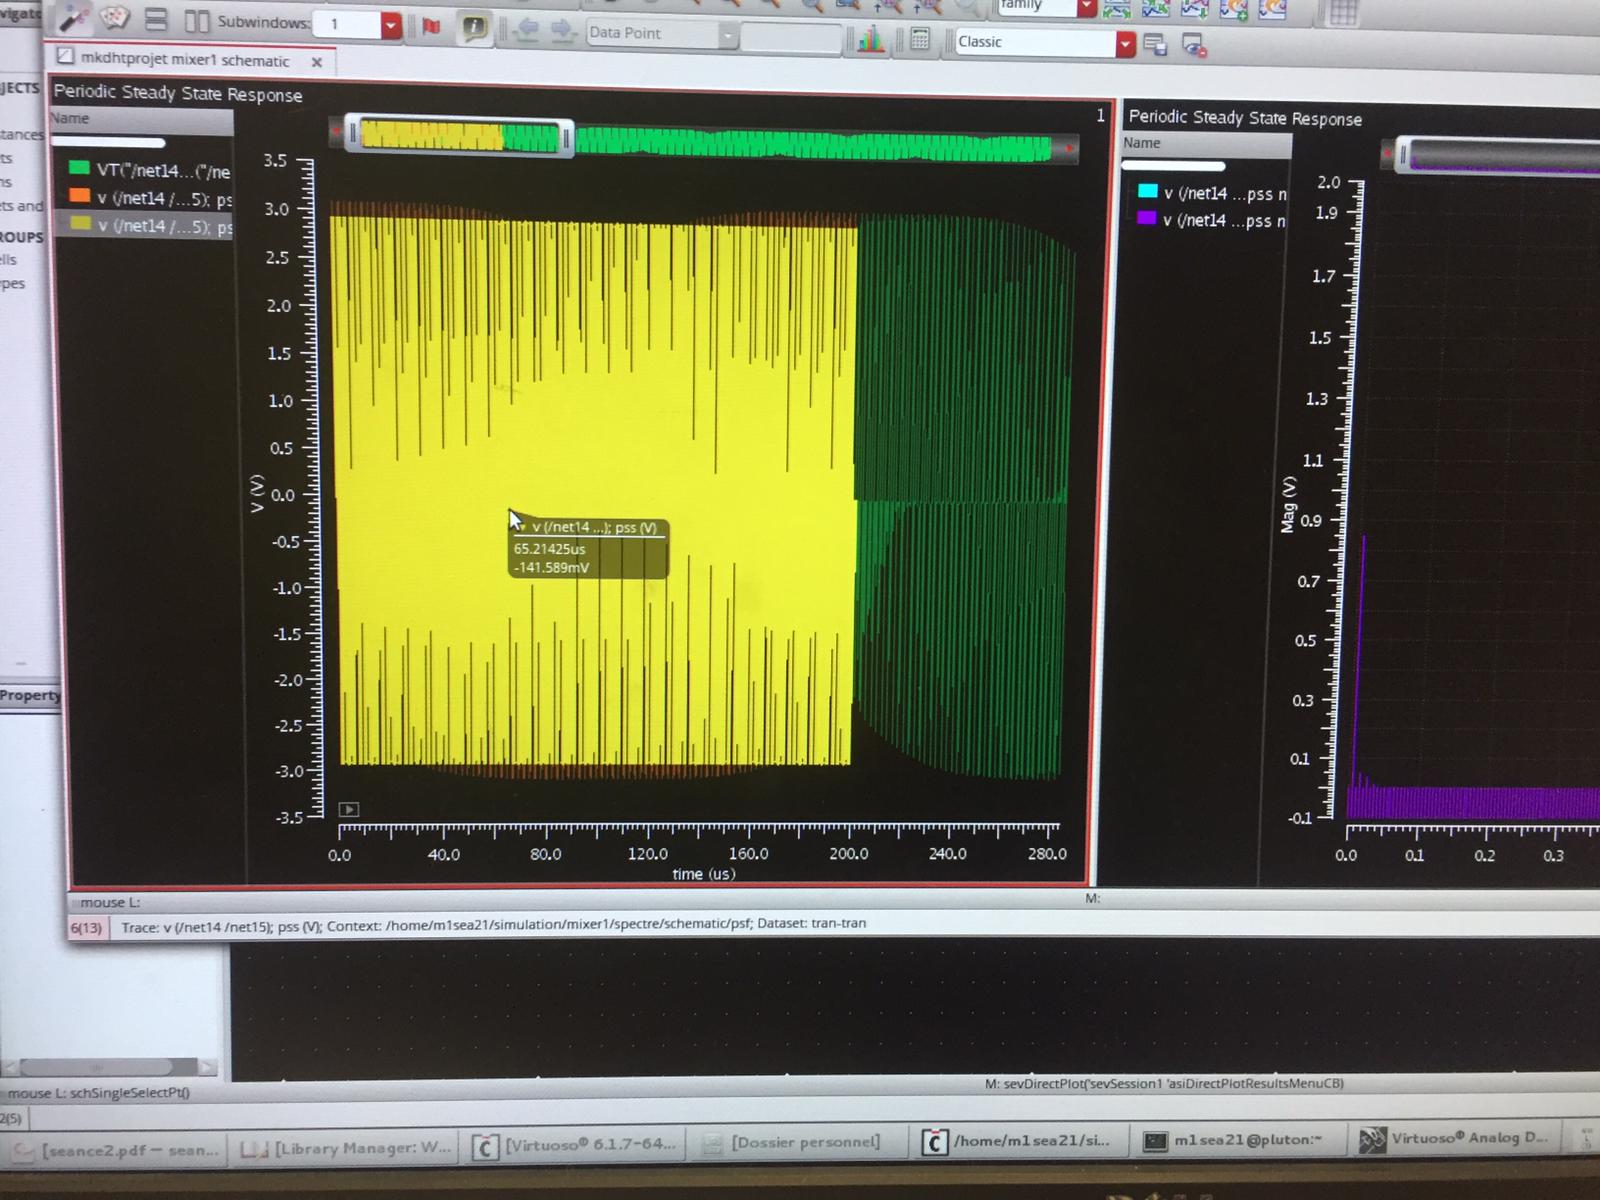 family
Subwindows: 1
Data Point
Classic
mkdhtprojet mixer1 schematic
JECTS
tances
ts
ns
ts and
ROUPS
ells
ypes
Property
Periodic Steady State Response
Name
VT("/net14...("/ne
v (/net14 /...5); ps
v (/net14 /...5); ps
1
3.5
3.0
2.5
2.0
1.5
1.0
0.5
0.0
-0.5
-1.0
-1.5
-2.0
-2.5
-3.0
-3.5
V (V)
v (/net14 ...); pss (V)
65.21425us
-141.589mV
0.0 40.0 80.0 120.0 160.0 200.0 240.0 280.0
time (us)
Periodic Steady State Response
Name
v (/net14 ...pss n
v (/net14 ...pss n
2.0
1.9
1.7
1.5
1.3
1.1
0.9
0.7
0.5
0.3
0.1
-0.1
Mag (V)
0.0 0.1 0.2 0.3
mouse L:
M:
6(13) Trace: v (/net14 /net15); pss (V); Context: /home/m1sea21/simulation/mixer1/spectre/schematic/psf; Dataset: tran-tran
mouse L: schSingleSelectPt()
M: sevDirectPlot('sevSession1 'asiDirectPlotResultsMenuCB)
2(5)
[seance2.pdf — sean...
[Library Manager: W...
[Virtuoso® 6.1.7-64...
[Dossier personnel]
/home/m1sea21/si...
m1sea21@pluton:~
Virtuoso® Analog D...